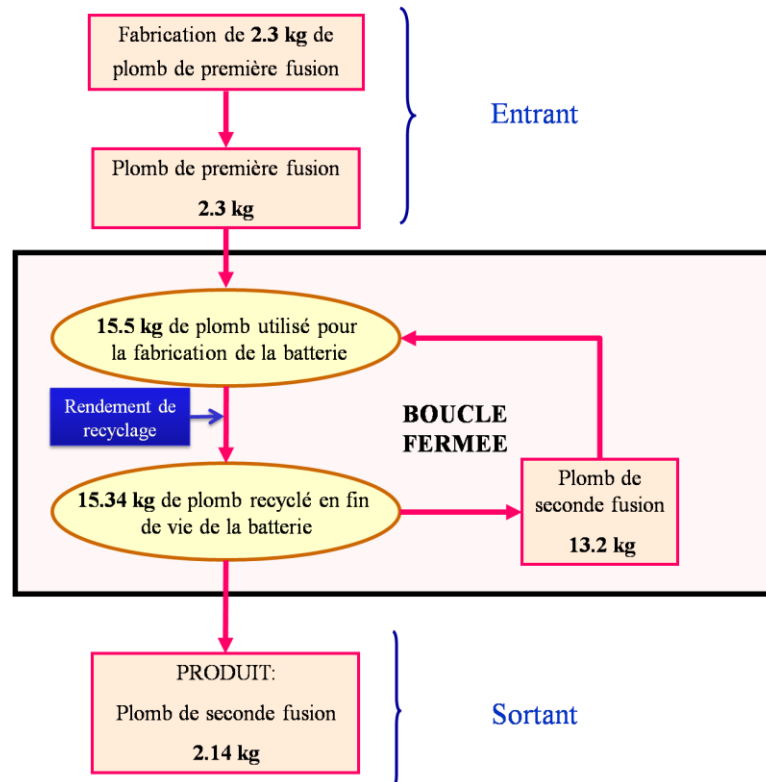 Fabrication de 2.3 kg de
plomb de première fusion
Entrant
Plomb de première fusion
2.3 kg
15.5 kg de plomb utilisé pour
la fabrication de la batterie
Rendement de
recyclage
BOUCLE
FERMEE
15.34 kg de plomb recyclé en fin
de vie de la batterie
Plomb de
seconde fusion
13.2 kg
PRODUIT:
Plomb de seconde fusion
2.14 kg
Sortant